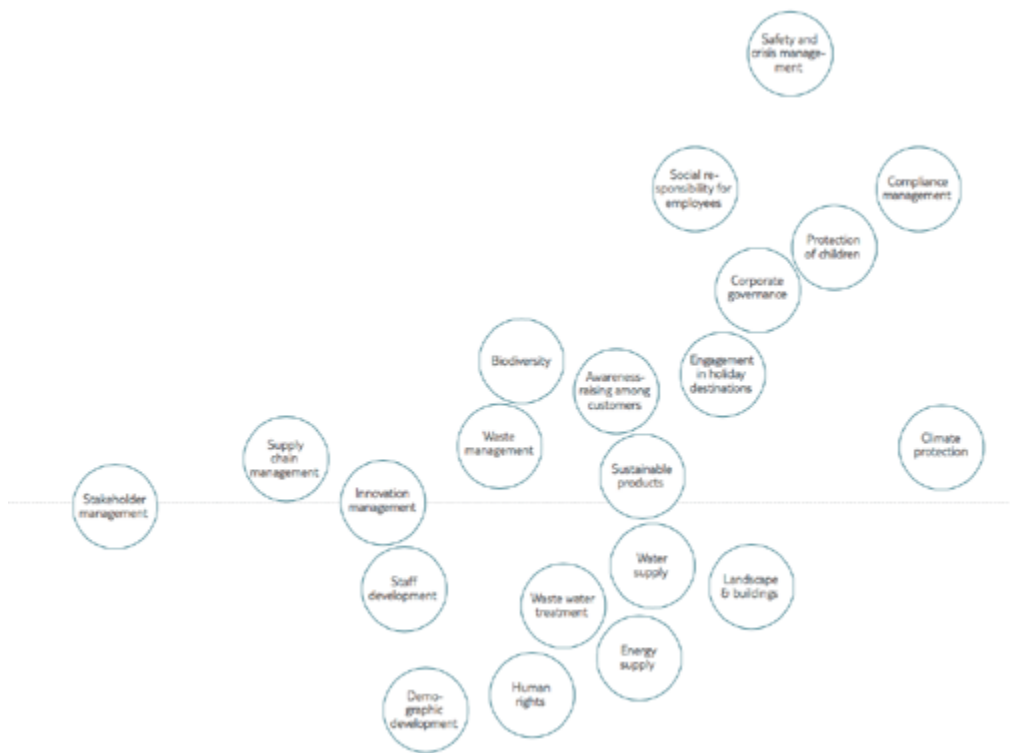 Safety and
crisis manage-
ment
Social re-
sponsibility for
employees
Compliance
management
Protection
of children
Corporate
governance
Biodiversity
Awareness-
raising among
customers
Engagement
in holiday
destinations
Supply
chain
management
Waste
management
Sustainable
products
Climate
protection
Stakeholder
management
Innovation
management
Staff
development
Waste water
treatment
Water
supply
Landscape
& buildings
Energy
supply
Demo-
graphic
development
Human
rights